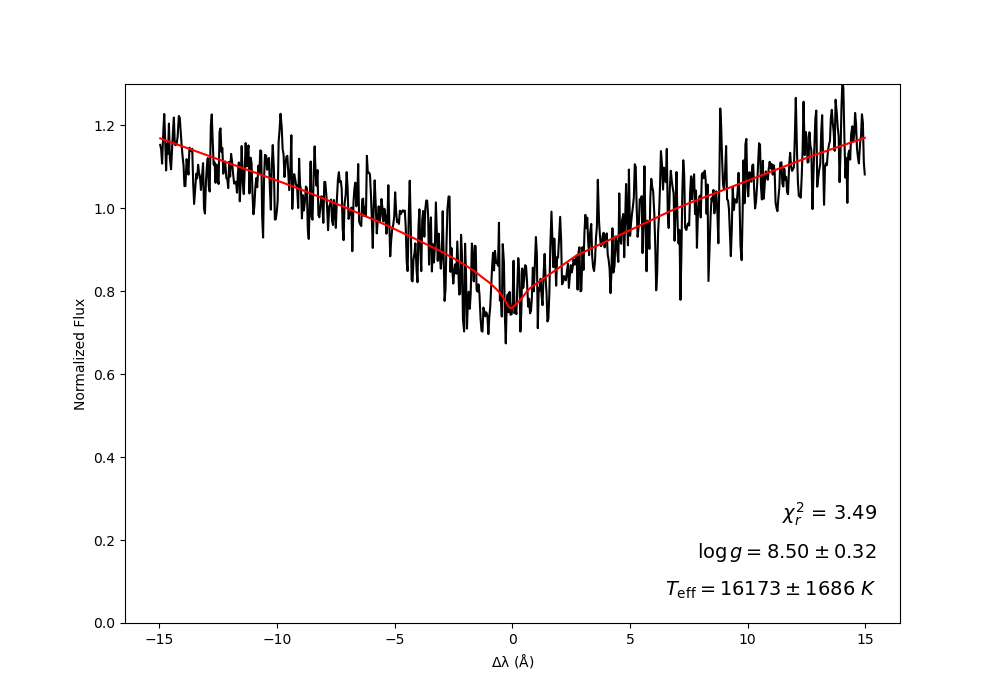 1.2
1.0
0.8
0.6
0.4
0.2
0.0
Normalized Flux
χ²ᵣ = 3.49
log g = 8.50 ± 0.32
T_eff = 16173 ± 1686 K
−15 −10 −5 0 5 10 15
Δλ (Å)